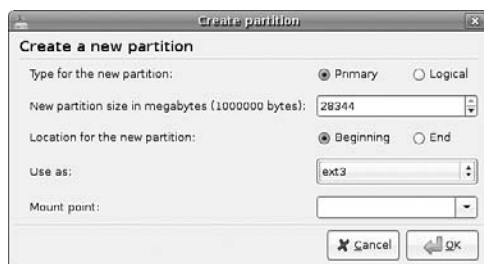 Create partition
Create a new partition
Type for the new partition: Primary Logical
New partition size in megabytes (1000000 bytes): 28344
Location for the new partition: Beginning End
Use as: ext3
Mount point:
Cancel OK